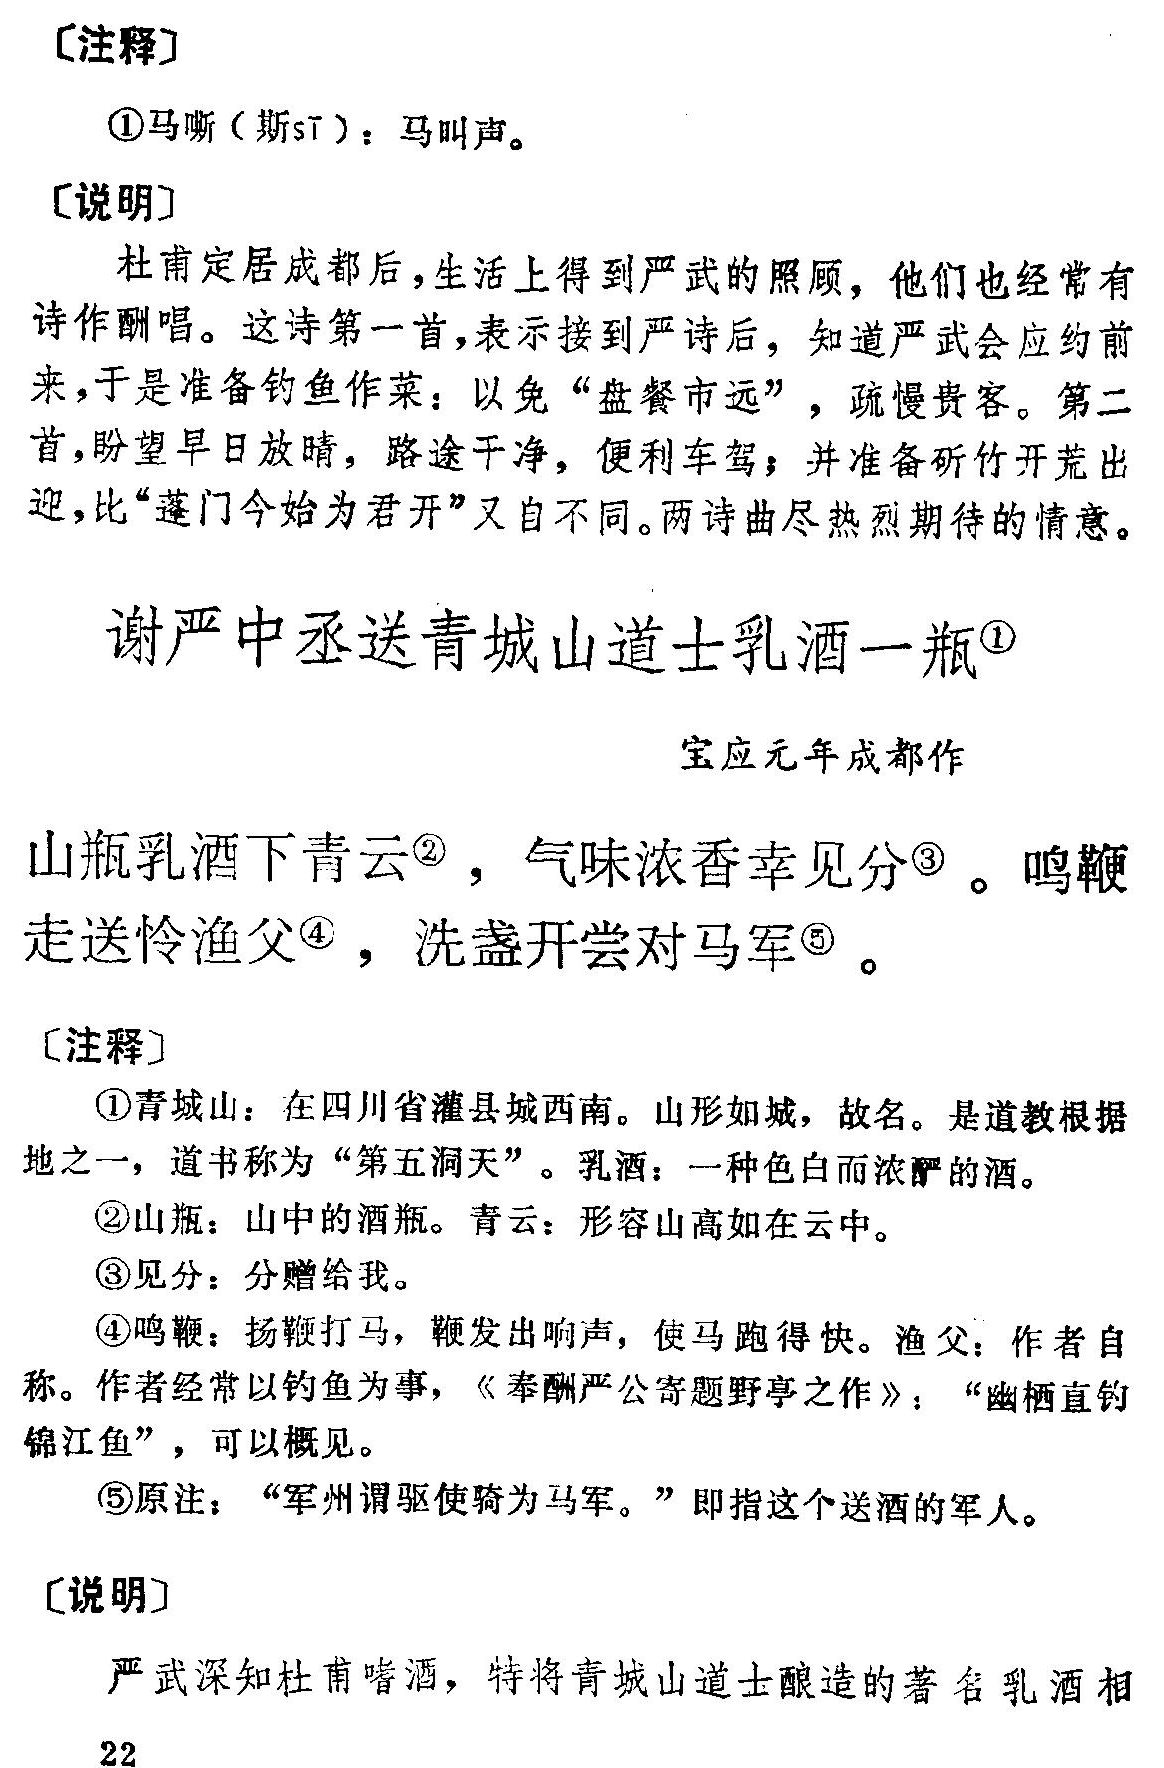 〔注释〕
①马嘶（斯sī）：马叫声。
〔说明〕
杜甫定居成都后，生活上得到严武的照顾，他们也经常有
诗作酬唱。这诗第一首，表示接到严诗后，知道严武会应约前
来，于是准备钓鱼作菜：以免“盘餐市远”，疏慢贵客。第二
首，盼望早日放晴，路途干净，便利车驾；并准备斫竹开荒出
迎，比“蓬门今始为君开”又自不同。两诗曲尽热烈期待的情意。
谢严中丞送青城山道士乳酒一瓶①
宝应元年成都作
山瓶乳酒下青云②，气味浓香幸见分③。鸣鞭
走送怜渔父④，洗盏开尝对马军⑤。
〔注释〕
①青城山：在四川省灌县城西南。山形如城，故名。是道教根据
地之一，道书称为“第五洞天”。乳酒：一种色白而浓酽的酒。
②山瓶：山中的酒瓶。青云：形容山高如在云中。
③见分：分赠给我。
④鸣鞭：扬鞭打马，鞭发出响声，使马跑得快。渔父：作者自
称。作者经常以钓鱼为事，《奉酬严公寄题野亭之作》：“幽栖直钓
锦江鱼”，可以概见。
⑤原注：“军州谓驱使骑为马军。”即指这个送酒的军人。
〔说明〕
严武深知杜甫嗜酒，特将青城山道士酿造的著名乳酒相
22